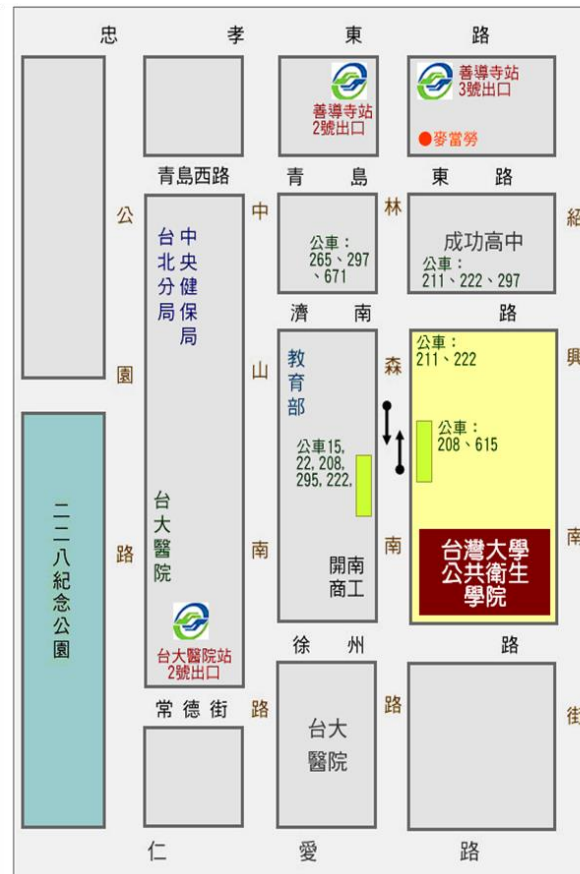 忠孝東路
善導寺站
2號出口
善導寺站
3號出口
●麥當勞
青島西路
青島東路
公園路
中山南路
林森南路
紹興南街
中央健保局
台北分局
公車：
265、297
、671
成功高中
公車：
211、222、297
濟南路
教育部
公車：
211、222
公車：
208、615
公車15,
22, 208,
295, 222,
台大醫院
二二八紀念公園
開南
商工
台灣大學
公共衛生
學院
台大醫院站
2號出口
徐州路
常德街
台大
醫院
仁愛路